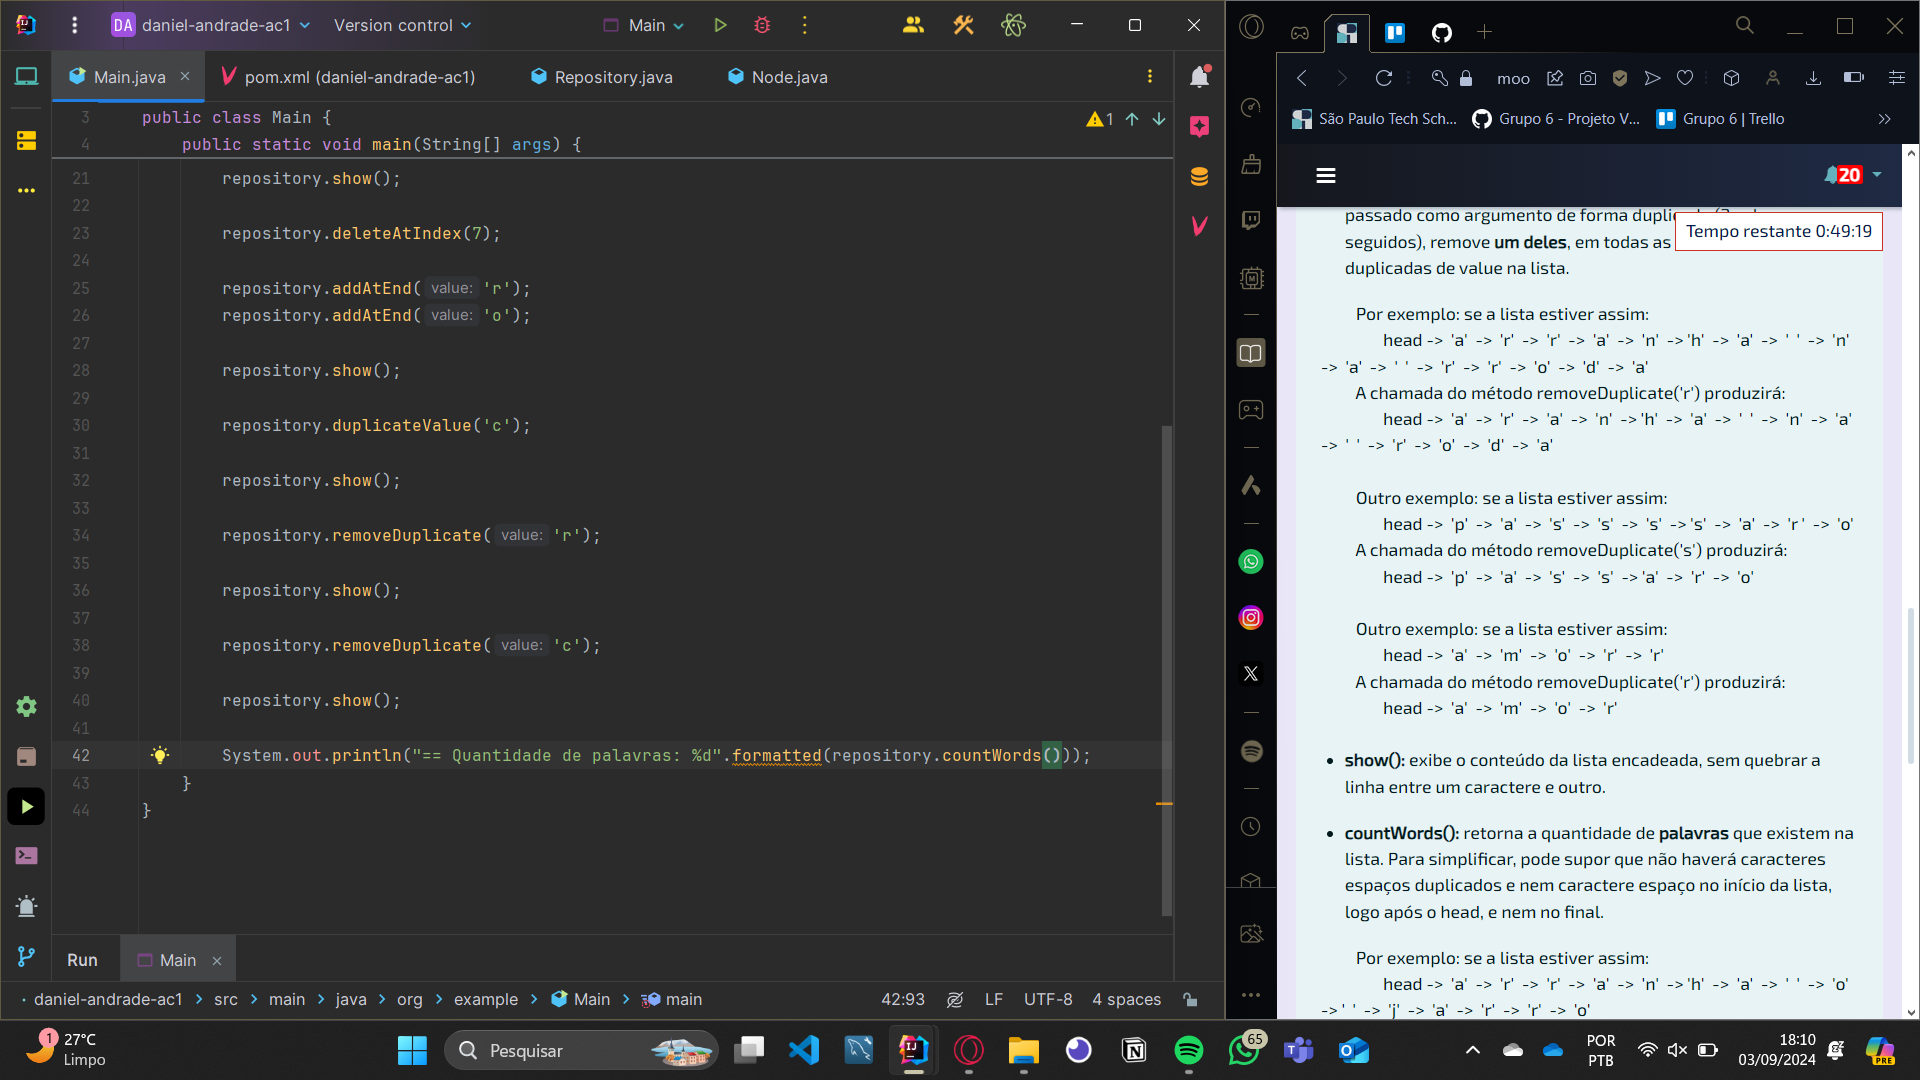 DA daniel-andrade-ac1 Version control Main
Main.java pom.xml (daniel-andrade-ac1) Repository.java Node.java
3 public class Main { 1
4 public static void main(String[] args) {
21 repository.show();
22
23 repository.deleteAtIndex(7);
24
25 repository.addAtEnd( value: 'r');
26 repository.addAtEnd( value: 'o');
27
28 repository.show();
29
30 repository.duplicateValue('c');
31
32 repository.show();
33
34 repository.removeDuplicate( value: 'r');
35
36 repository.show();
37
38 repository.removeDuplicate( value: 'c');
39
40 repository.show();
41
42 System.out.println("== Quantidade de palavras: %d".formatted(repository.countWords()));
43 }
44 }
Run Main
daniel-andrade-ac1 > src > main > java > org > example > Main > main 42:93 LF UTF-8 4 spaces
moo
São Paulo Tech Sch... Grupo 6 - Projeto V... Grupo 6 | Trello
20
Tempo restante 0:49:19
passado como argumento de forma
seguidos), remove um deles, em todas as
duplicadas de value na lista.
Por exemplo: se a lista estiver assim:
head -> 'a' -> 'r' -> 'r' -> 'a' -> 'n' ->'h' -> 'a' -> ' ' -> 'n'
-> 'a' -> ' ' -> 'r' -> 'r' -> 'o' -> 'd' -> 'a'
A chamada do método removeDuplicate('r') produzirá:
head -> 'a' -> 'r' -> 'a' -> 'n' ->'h' -> 'a' -> ' ' -> 'n' -> 'a'
-> ' ' -> 'r' -> 'o' -> 'd' -> 'a'
Outro exemplo: se a lista estiver assim:
head -> 'p' -> 'a' -> 's' -> 's' -> 's' ->'s' -> 'a' -> 'r' -> 'o'
A chamada do método removeDuplicate('s') produzirá:
head -> 'p' -> 'a' -> 's' -> 's' ->'a' -> 'r' -> 'o'
Outro exemplo: se a lista estiver assim:
head -> 'a' -> 'm' -> 'o' -> 'r' -> 'r'
A chamada do método removeDuplicate('r') produzirá:
head -> 'a' -> 'm' -> 'o' -> 'r'
• show(): exibe o conteúdo da lista encadeada, sem quebrar a
linha entre um caractere e outro.
• countWords(): retorna a quantidade de palavras que existem na
lista. Para simplificar, pode supor que não haverá caracteres
espaços duplicados e nem caractere espaço no início da lista,
logo após o head, e nem no final.
Por exemplo: se a lista estiver assim:
head -> 'a' -> 'r' -> 'r' -> 'a' -> 'n' ->'h' -> 'a' -> ' ' -> 'o'
->' ' -> 'j' -> 'a' -> 'r' -> 'r' -> 'o'
1 27°C
Limpo
Pesquisar
65
POR
PTB
18:10
03/09/2024
PRE